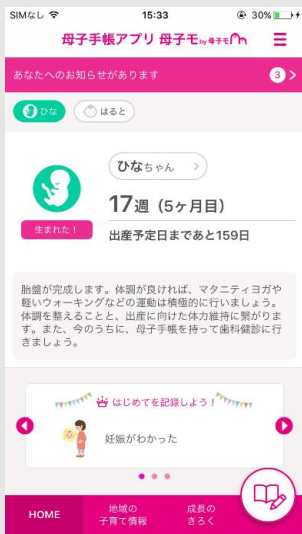 SIMなし 15:33 30%
母子手帳アプリ 母子モ by 母子モ
あなたへのお知らせがあります 3
ひな はると
ひなちゃん
17週（5ヶ月目）
生まれた！
出産予定日まであと159日
胎盤が完成します。体調が良ければ、マタニティヨガや
軽いウォーキングなどの運動は積極的に行いましょう。
体調を整えることと、出産に向けた体力維持に繋がりま
す。また、今のうちに、母子手帳を持って歯科健診に行
きましょう。
はじめてを記録しよう！
妊娠がわかった
HOME
地域の
子育て情報
成長の
きろく